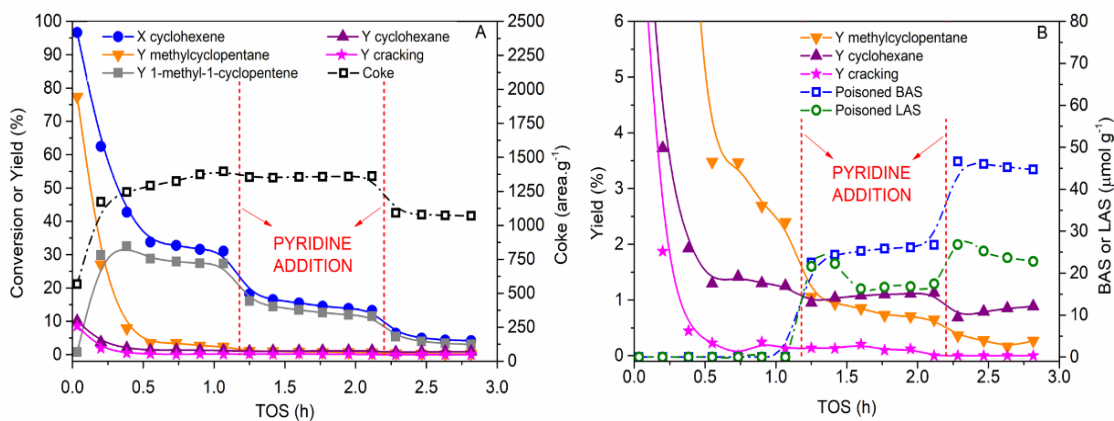 A
X cyclohexene
Y cyclohexane
Y methylcyclopentane
Y cracking
Y 1-methyl-1-cyclopentene
Coke
PYRIDINE
ADDITION
Conversion or Yield (%)
100
90
80
70
60
50
40
30
20
10
0
Coke (area.g⁻¹)
2500
2250
2000
1750
1500
1250
1000
750
500
250
0
0.0 0.5 1.0 1.5 2.0 2.5 3.0
TOS (h)
B
Y methylcyclopentane
Y cyclohexane
Y cracking
Poisoned BAS
Poisoned LAS
PYRIDINE
ADDITION
Yield (%)
6
5
4
3
2
1
0
BAS or LAS (μmol g⁻¹)
80
70
60
50
40
30
20
10
0
0.0 0.5 1.0 1.5 2.0 2.5 3.0
TOS (h)